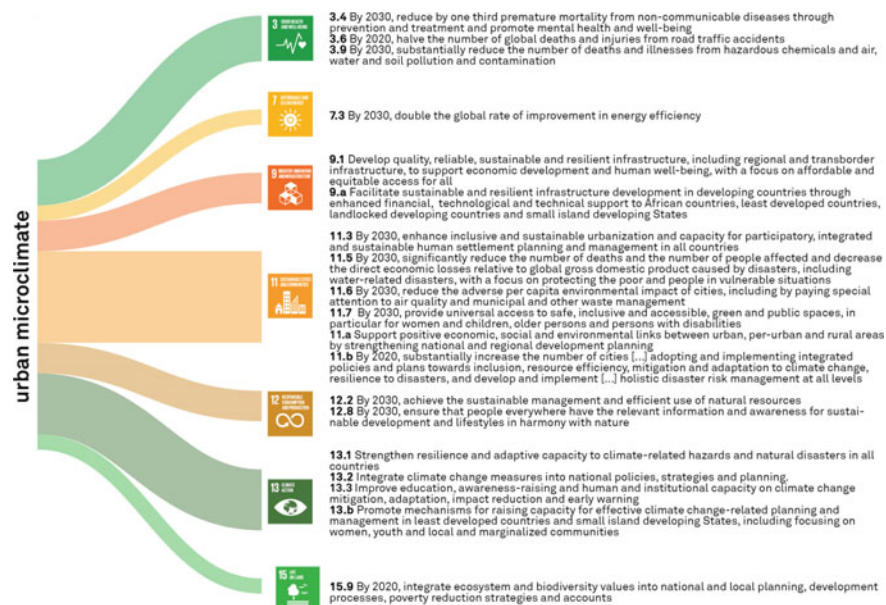 urban microclimate
3 GOOD HEALTH
AND WELL-BEING
3.4 By 2030, reduce by one third premature mortality from non-communicable diseases through
prevention and treatment and promote mental health and well-being
3.6 By 2020, halve the number of global deaths and injuries from road traffic accidents
3.9 By 2030, substantially reduce the number of deaths and illnesses from hazardous chemicals and air,
water and soil pollution and contamination
7
7.3 By 2030, double the global rate of improvement in energy efficiency
9
9.1 Develop quality, reliable, sustainable and resilient infrastructure, including regional and transborder
infrastructure, to support economic development and human well-being, with a focus on affordable and
equitable access for all
9.a Facilitate sustainable and resilient infrastructure development in developing countries through
enhanced financial, technological and technical support to African countries, least developed countries,
landlocked developing countries and small island developing States
11
11.3 By 2030, enhance inclusive and sustainable urbanization and capacity for participatory, integrated
and sustainable human settlement planning and management in all countries
11.5 By 2030, significantly reduce the number of deaths and the number of people affected and decrease
the direct economic losses relative to global gross domestic product caused by disasters, including
water-related disasters, with a focus on protecting the poor and people in vulnerable situations
11.6 By 2030, reduce the adverse per capita environmental impact of cities, including by paying special
attention to air quality and municipal and other waste management
11.7 By 2030, provide universal access to safe, inclusive and accessible, green and public spaces, in
particular for women and children, older persons and persons with disabilities
11.a Support positive economic, social and environmental links between urban, per-urban and rural areas
by strengthening national and regional development planning
11.b By 2020, substantially increase the number of cities [...] adopting and implementing integrated
policies and plans towards inclusion, resource efficiency, mitigation and adaptation to climate change,
resilience to disasters, and develop and implement [...] holistic disaster risk management at all levels
12 RESPONSIBLE
CONSUMPTION
AND PRODUCTION
12.2 By 2030, achieve the sustainable management and efficient use of natural resources
12.8 By 2030, ensure that people everywhere have the relevant information and awareness for sustai-
nable development and lifestyles in harmony with nature
13 CLIMATE
ACTION
13.1 Strengthen resilience and adaptive capacity to climate-related hazards and natural disasters in all
countries
13.2 Integrate climate change measures into national policies, strategies and planning.
13.3 Improve education, awareness-raising and human and institutional capacity on climate change
mitigation, adaptation, impact reduction and early warning
13.b Promote mechanisms for raising capacity for effective climate change-related planning and
management in least developed countries and small island developing States, including focusing on
women, youth and local and marginalized communities
15 LIFE
ON LAND
15.9 By 2020, integrate ecosystem and biodiversity values into national and local planning, development
processes, poverty reduction strategies and accounts